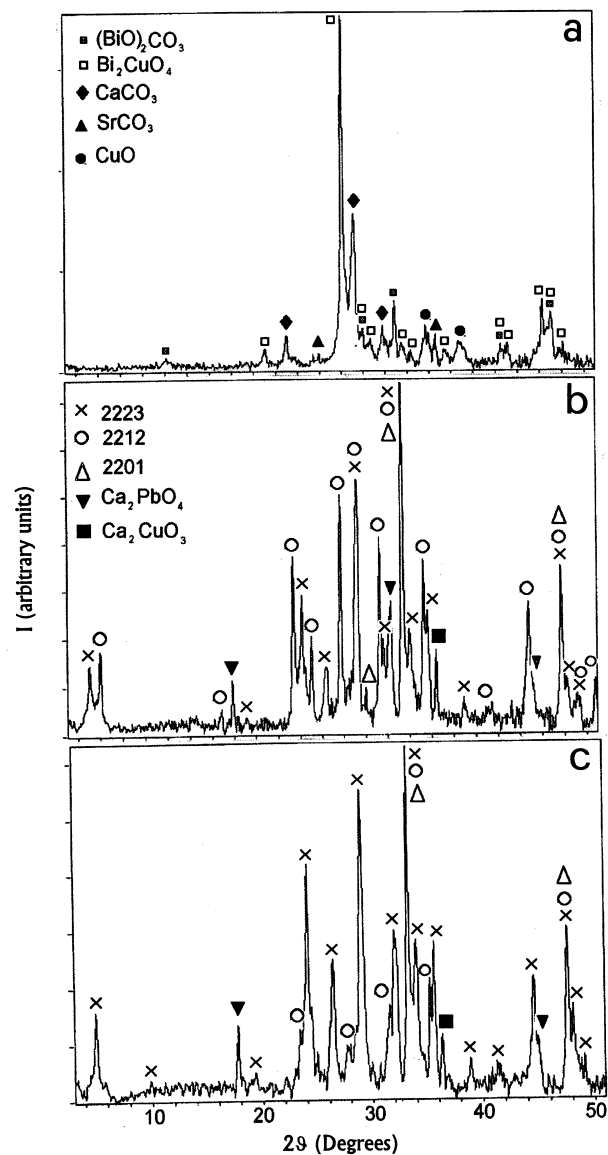 a
(BiO)₂CO₃
Bi₂CuO₄
CaCO₃
SrCO₃
CuO
b
2223
2212
2201
Ca₂PbO₄
Ca₂CuO₃
I (arbitrary units)
c
10 20 30 40 50
2ϑ (Degrees)